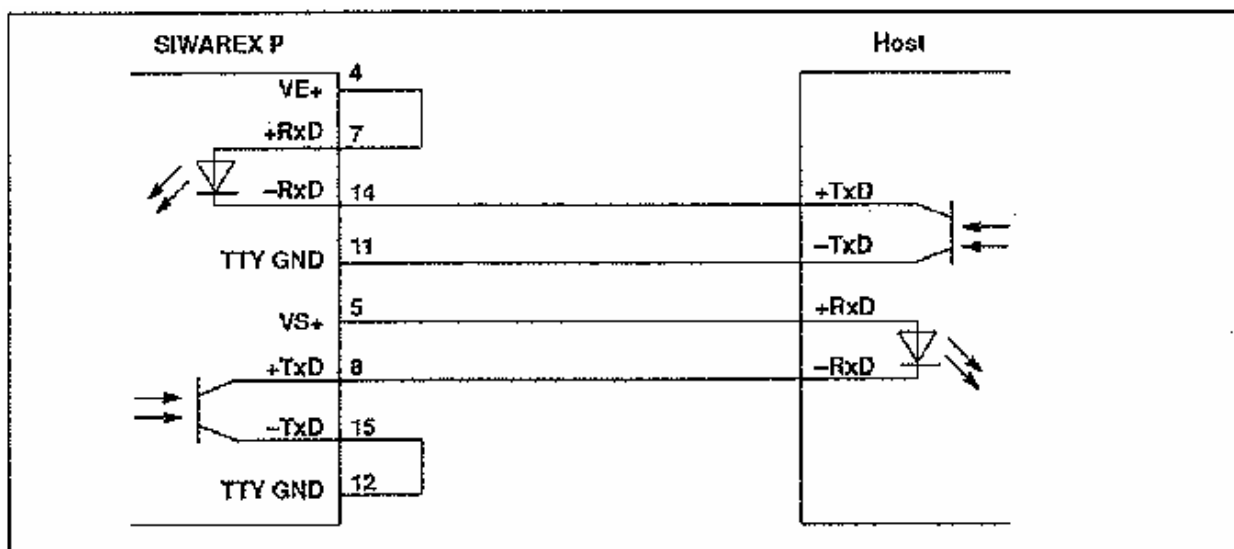 SIWAREX P
Host
4
VE+
+RxD 7
–RxD 14
+TxD
11
–TxD
TTY GND
5
+RxD
VS+
+TxD 8
–RxD
–TxD 15
TTY GND 12